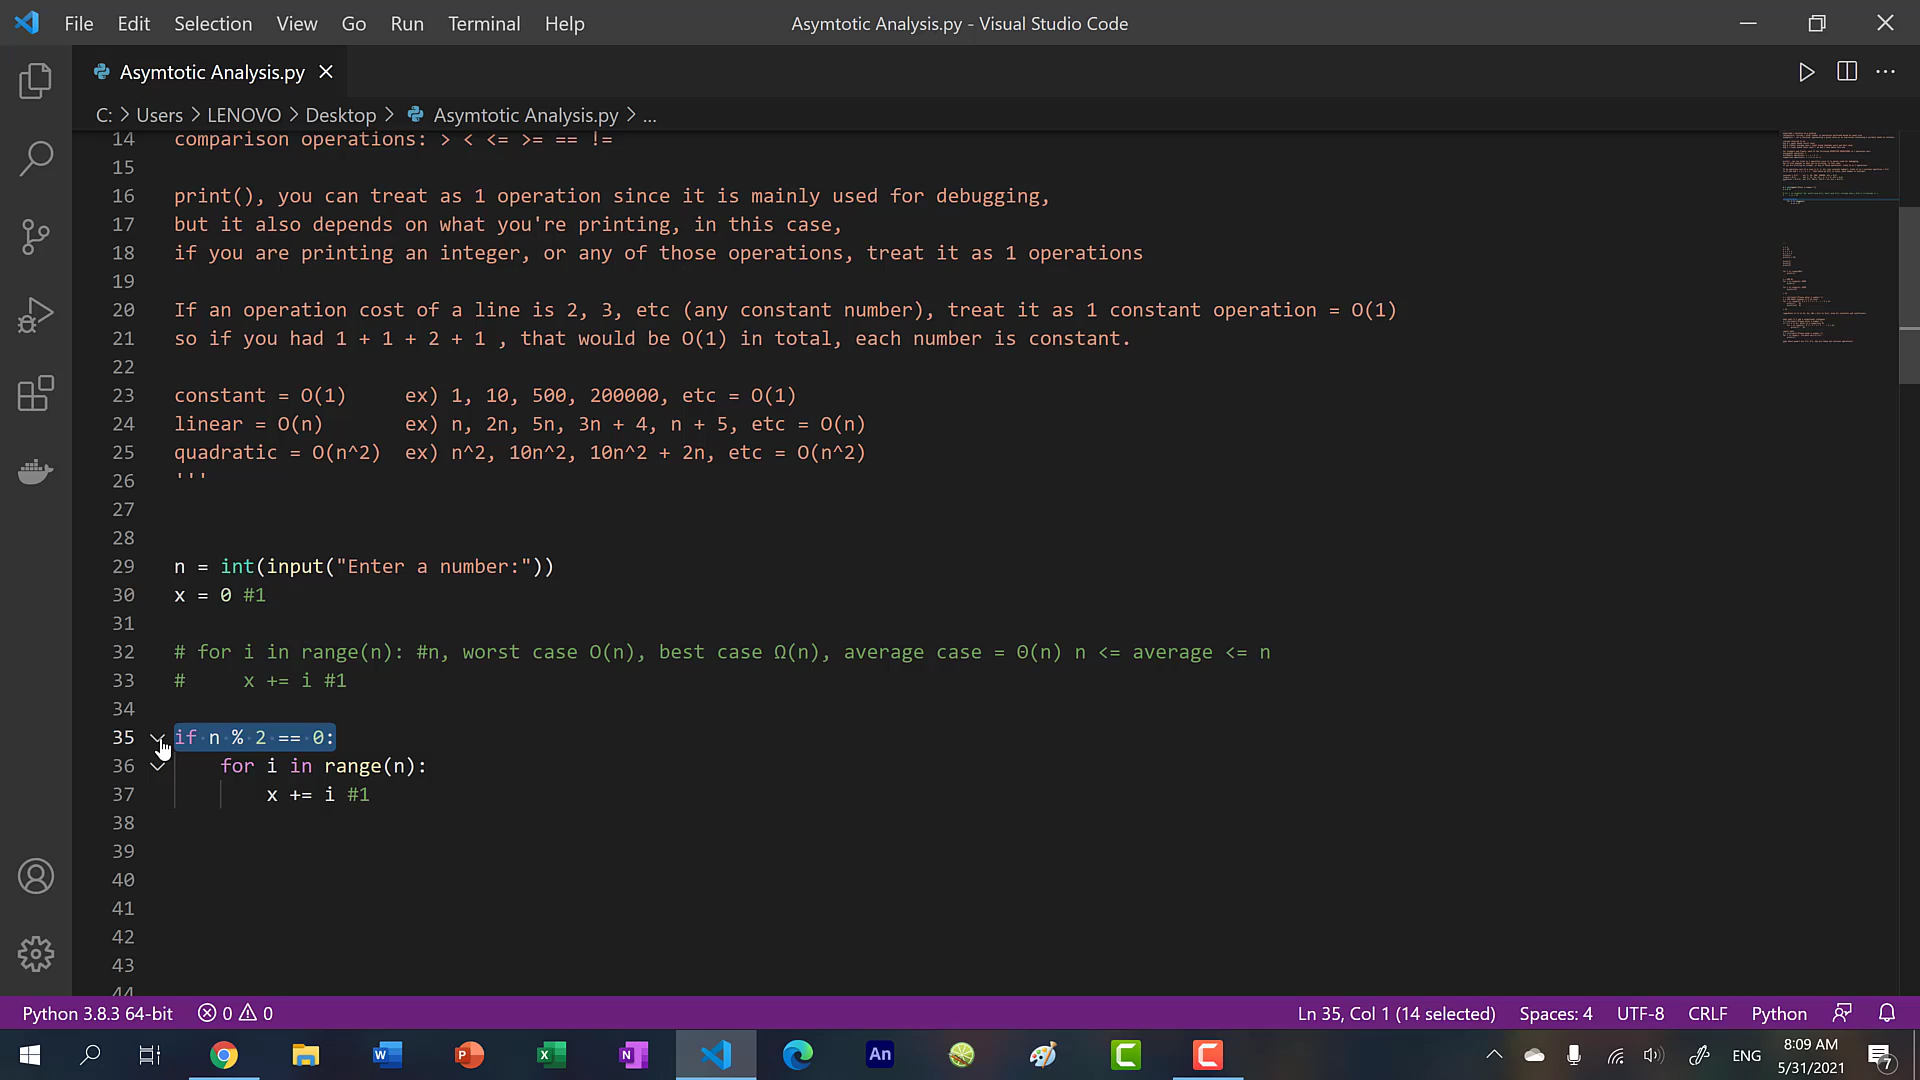 File Edit Selection View Go Run Terminal Help
Asymtotic Analysis.py - Visual Studio Code
Asymtotic Analysis.py
C: > Users > LENOVO > Desktop > Asymtotic Analysis.py > ...
14 comparison operations: > < <= >= == !=
15
16 print(), you can treat as 1 operation since it is mainly used for debugging,
17 but it also depends on what you're printing, in this case,
18 if you are printing an integer, or any of those operations, treat it as 1 operations
19
20 If an operation cost of a line is 2, 3, etc (any constant number), treat it as 1 constant operation = O(1)
21 so if you had 1 + 1 + 2 + 1 , that would be O(1) in total, each number is constant.
22
23 constant = O(1)     ex) 1, 10, 500, 200000, etc = O(1)
24 linear = O(n)       ex) n, 2n, 5n, 3n + 4, n + 5, etc = O(n)
25 quadratic = O(n^2)  ex) n^2, 10n^2, 10n^2 + 2n, etc = O(n^2)
26 '''
27
28
29 n = int(input("Enter a number:"))
30 x = 0 #1
31
32 # for i in range(n): #n, worst case O(n), best case Ω(n), average case = Θ(n) n <= average <= n
33 #     x += i #1
34
35 if n % 2 == 0:
36     for i in range(n):
37         x += i #1
38
39
40
41
42
43
44
Python 3.8.3 64-bit 0 0
Ln 35, Col 1 (14 selected) Spaces: 4 UTF-8 CRLF Python
An
ENG
8:09 AM
5/31/2021
7